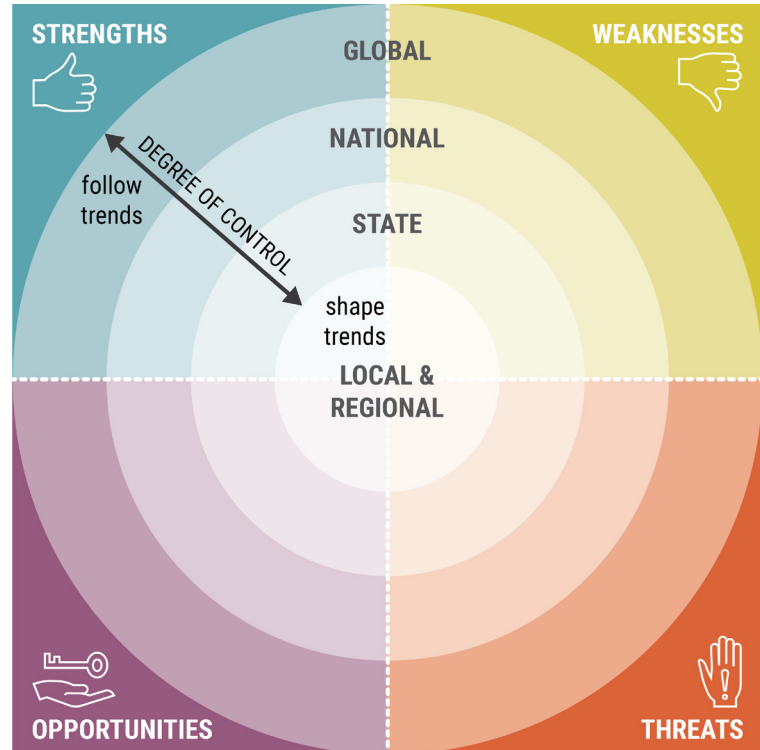 STRENGTHS
WEAKNESSES
GLOBAL
NATIONAL
DEGREE OF CONTROL
follow
trends
STATE
shape
trends
LOCAL &
REGIONAL
OPPORTUNITIES
THREATS